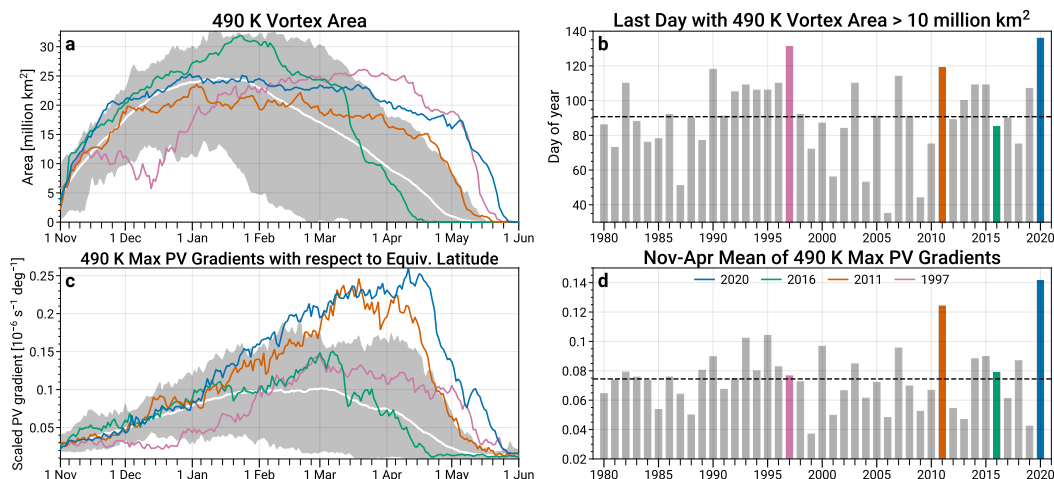 490 K Vortex Area
a
Area [million km²]
30
25
20
15
10
5
0
1 Nov 1 Dec 1 Jan 1 Feb 1 Mar 1 Apr 1 May 1 Jun
Last Day with 490 K Vortex Area > 10 million km²
b
Day of year
140
120
100
80
60
40
1980 1985 1990 1995 2000 2005 2010 2015 2020
490 K Max PV Gradients with respect to Equiv. Latitude
c
Scaled PV gradient [10⁻⁶ s⁻¹ deg⁻¹]
0.25
0.2
0.15
0.1
0.05
1 Nov 1 Dec 1 Jan 1 Feb 1 Mar 1 Apr 1 May 1 Jun
Nov-Apr Mean of 490 K Max PV Gradients
d
2020 2016 2011 1997
0.14
0.12
0.10
0.08
0.06
0.04
0.02
1980 1985 1990 1995 2000 2005 2010 2015 2020